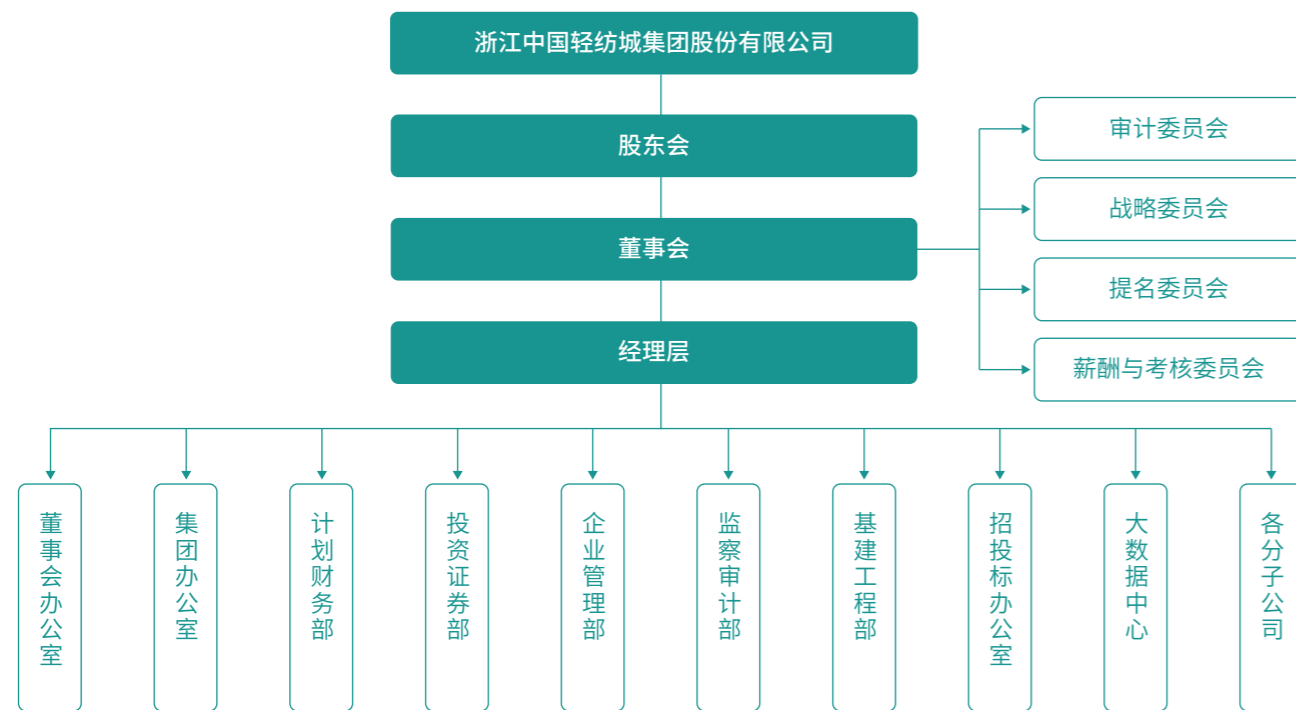 浙江中国轻纺城集团股份有限公司
股东会
董事会
经理层
审计委员会
战略委员会
提名委员会
薪酬与考核委员会
董事会办公室
集团办公室
计划财务部
投资证券部
企业管理部
监察审计部
基建工程部
招投标办公室
大数据中心
各分子公司